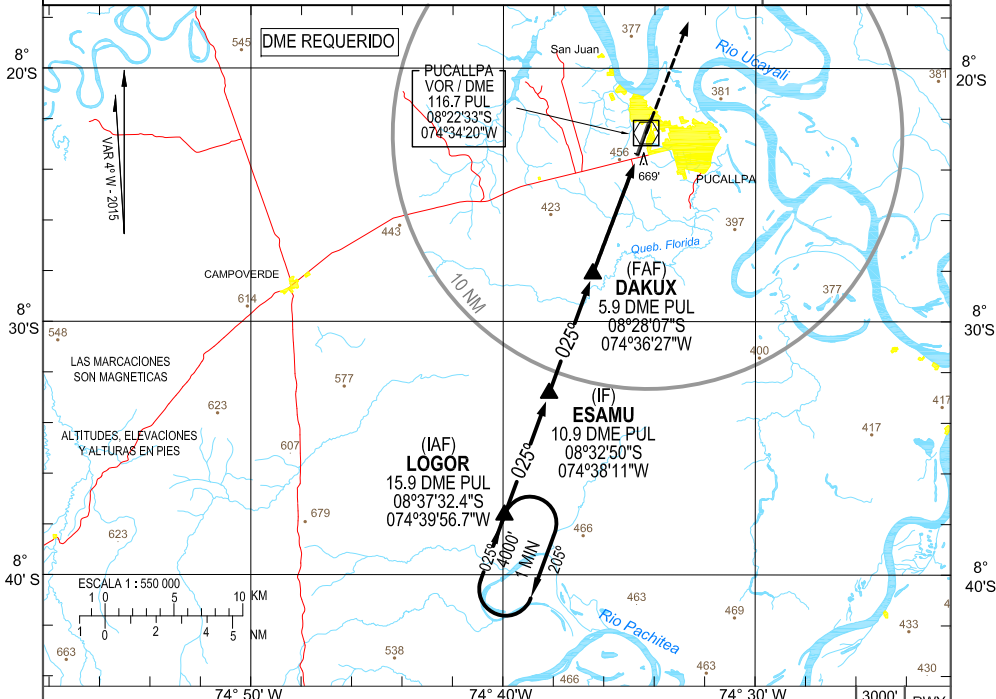 545
DME REQUERIDO
377
San Juan
Rio Ucayali
8°
20'S
8°
20'S
381
381
PUCALLPA
VOR / DME
116.7 PUL
08°22'33"S
074°34'20"W
VAR 4° W - 2015
456
669'
PUCALLPA
423
443
397
Queb. Florida
CAMPOVERDE
614
10 NM
(FAF)
DAKUX
5.9 DME PUL
08°28'07"S
074°36'27"W
377
8°
30'S
8°
30'S
548
025°
400
LAS MARCACIONES
SON MAGNETICAS
577
623
(IF)
ESAMU
10.9 DME PUL
08°32'50"S
074°38'11"W
417
417
ALTITUDES, ELEVACIONES
Y ALTURAS EN PIES
607
025°
(IAF)
LOGOR
15.9 DME PUL
08°37'32.4"S
074°39'56.7"W
679
623
466
025°
4000'
1 MIN
205°
8°
40' S
8°
40'S
ESCALA 1 : 550 000
1 0 5 10 KM
1 0 2 4 5 NM
463
469
4
Rio Pachitea
433
663
538
466
463
430
74° 50' W
74° 40' W
74° 30' W
3000'
RWY